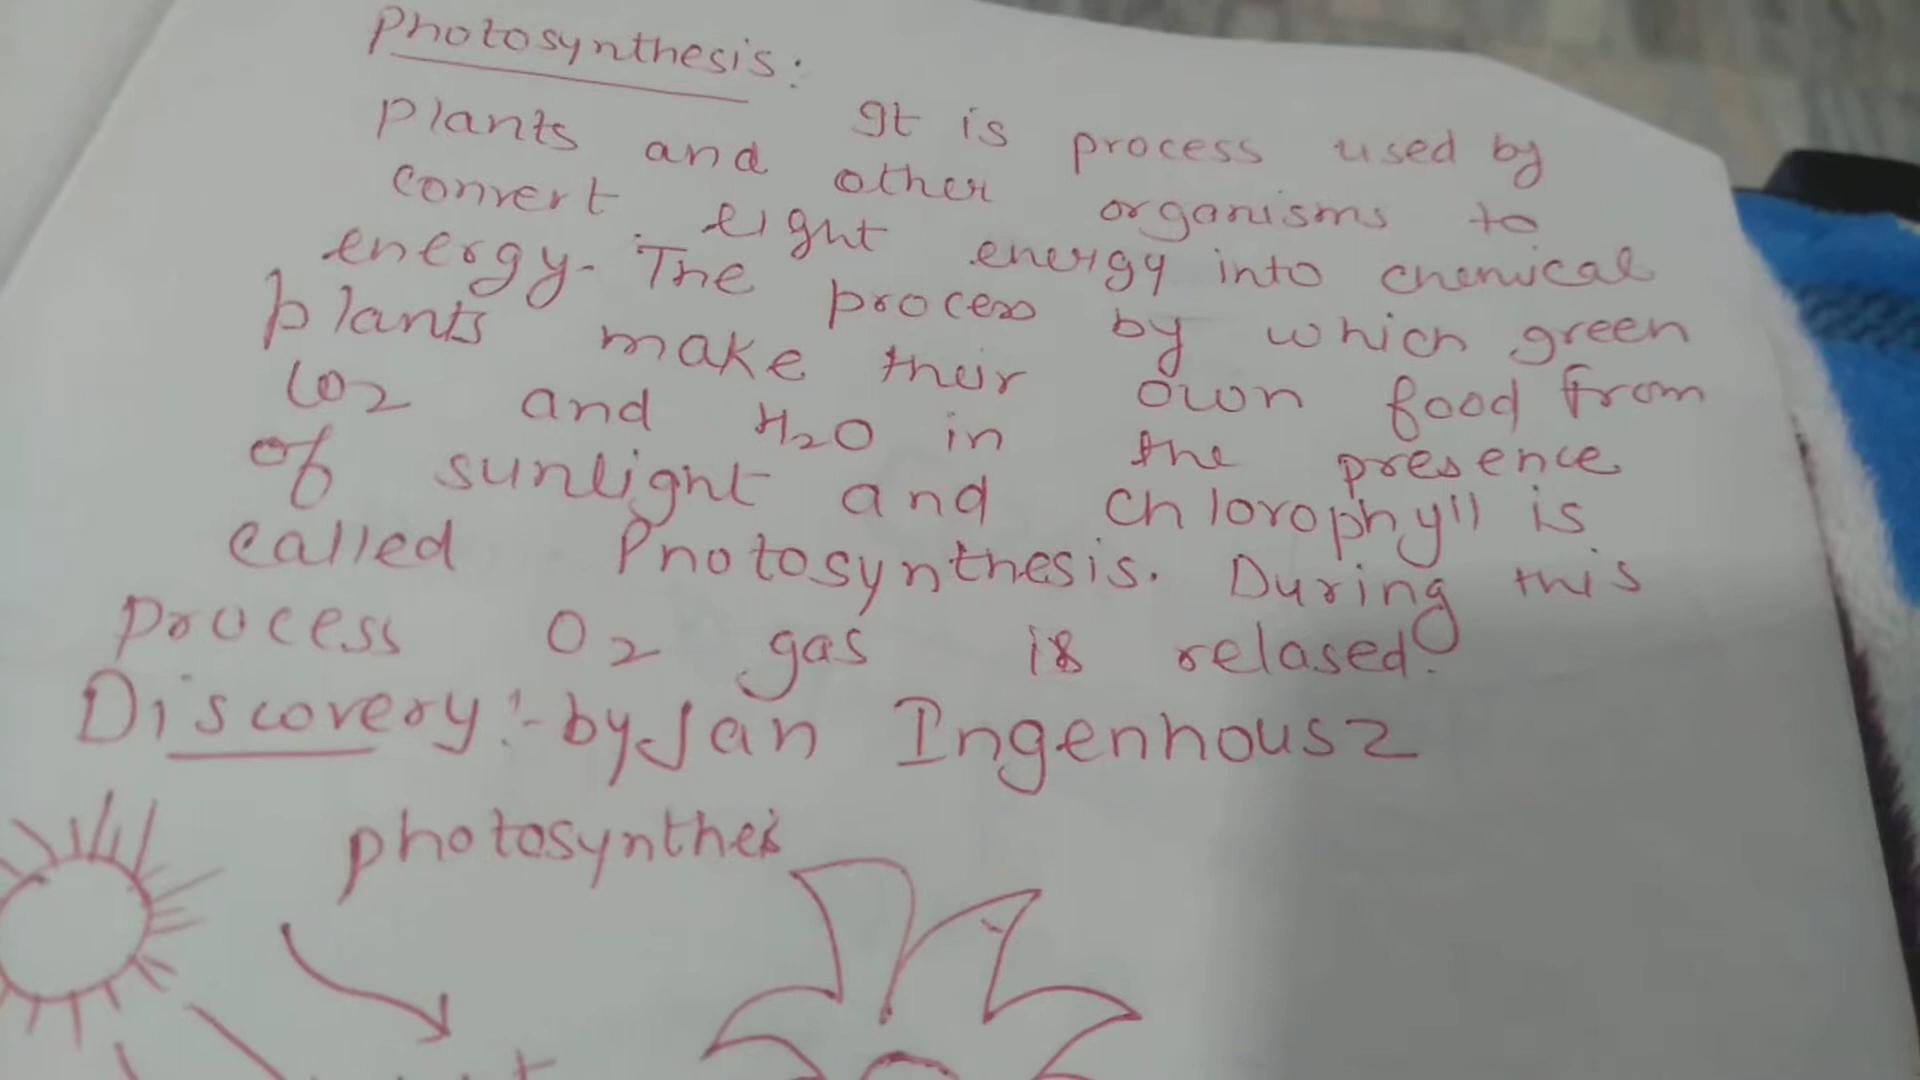 Photosynthesis:
It is process used by
plants and other organisms to
convert light energy into chemical
energy. The process by which green
plants make their own food from
CO2 and H2O in the presence
of sunlight and chlorophyll is
called Photosynthesis. During this
process O2 gas is relased.
Discovery:- by Jan Ingenhousz
photosyntheis